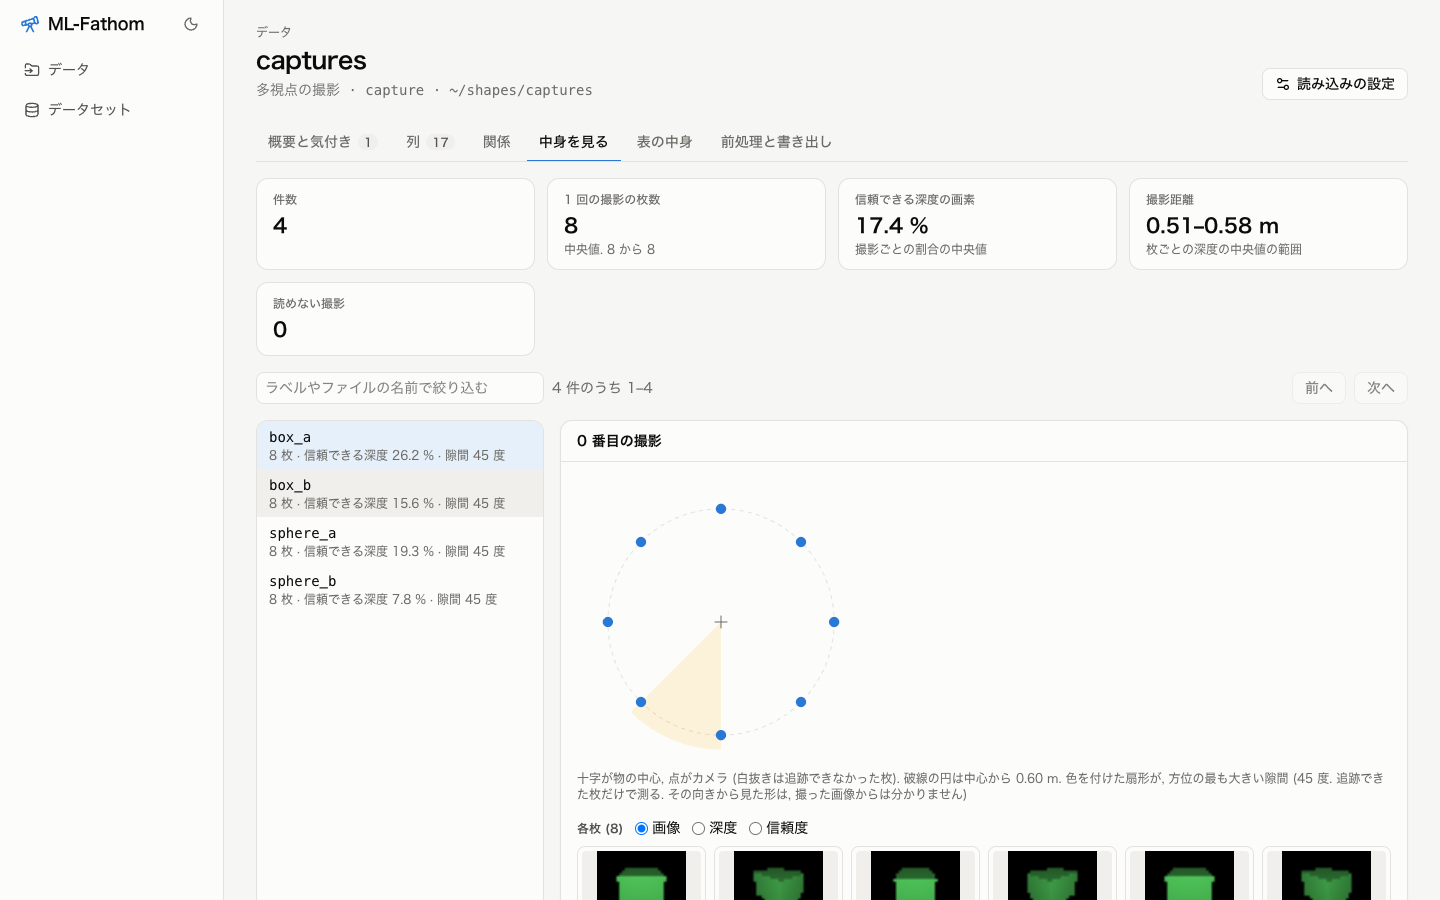 ML-Fathom
データ
データセット
データ
captures
多視点の撮影 · capture · ~/shapes/captures
読み込みの設定
概要と気付き 1 列 17 関係 中身を見る 表の中身 前処理と書き出し
件数
4
1 回の撮影の枚数
8
中央値. 8 から 8
信頼できる深度の画素
17.4 %
撮影ごとの割合の中央値
撮影距離
0.51–0.58 m
枚ごとの深度の中央値の範囲
読めない撮影
0
ラベルやファイルの名前で絞り込む
4 件のうち 1–4
前へ
次へ
box_a
8 枚 · 信頼できる深度 26.2 % · 隙間 45 度
box_b
8 枚 · 信頼できる深度 15.6 % · 隙間 45 度
sphere_a
8 枚 · 信頼できる深度 19.3 % · 隙間 45 度
sphere_b
8 枚 · 信頼できる深度 7.8 % · 隙間 45 度
0 番目の撮影
十字が物の中心, 点がカメラ (白抜きは追跡できなかった枚). 破線の円は中心から 0.60 m. 色を付けた扇形が, 方位の最も大きい隙間 (45 度. 追跡でき
た枚だけで測る. その向きから見た形は, 撮った画像からは分かりません)
各枚 (8) 画像 深度 信頼度